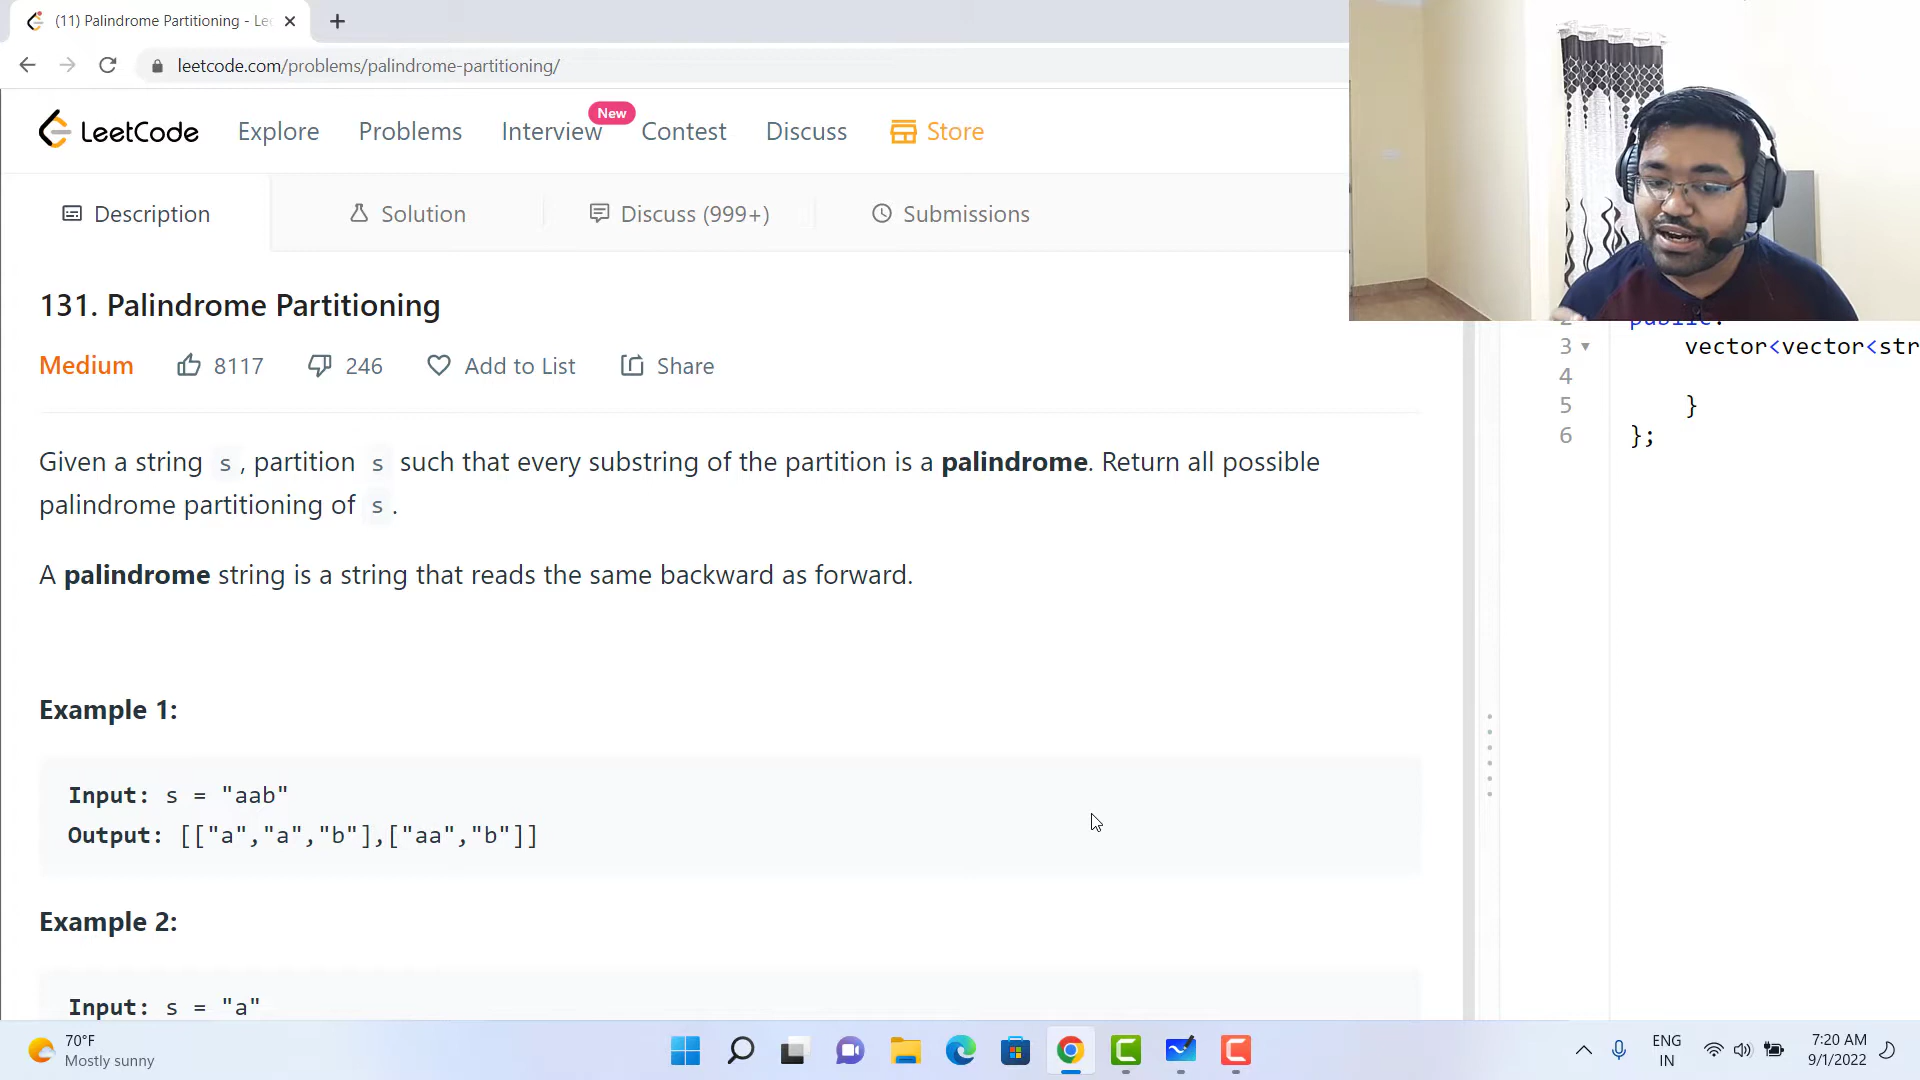 (11) Palindrome Partitioning - Lee
leetcode.com/problems/palindrome-partitioning/
LeetCode
Explore
Problems
Interview
New
Contest
Discuss
Store
Description
Solution
Discuss (999+)
Submissions
131. Palindrome Partitioning
Medium
8117
246
Add to List
Share
Given a string s, partition s such that every substring of the partition is a palindrome. Return all possible
palindrome partitioning of s.
A palindrome string is a string that reads the same backward as forward.
Example 1:
Input: s = "aab"
Output: [["a","a","b"],["aa","b"]]
Example 2:
Input: s = "a"
2 public:
3 vector<vector<str
4
5 }
6 };
70°F
Mostly sunny
ENG
IN
7:20 AM
9/1/2022